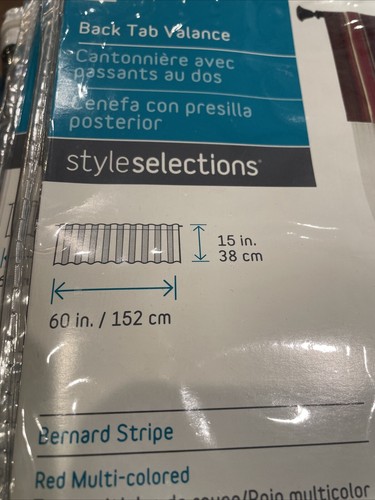 Back Tab Valance
Cantonnière avec
passants au dos
Cenefa con presilla
posterior
styleselections
15 in.
38 cm
60 in. / 152 cm
Bernard Stripe
Red Multi-colored
multicolor